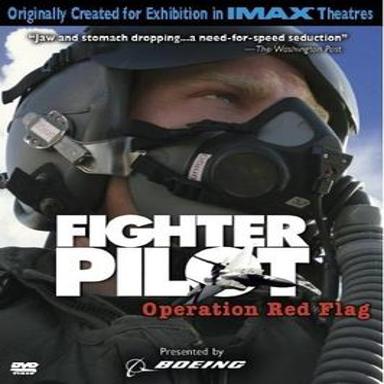 Originally Created for Exhibition in IMAX Theatres
"Jaw and stomach dropping...a need-for-speed seduction"
—The Washington Post
FIGHTER
PILOT
Operation Red Flag
DVD
Presented by
BOEING